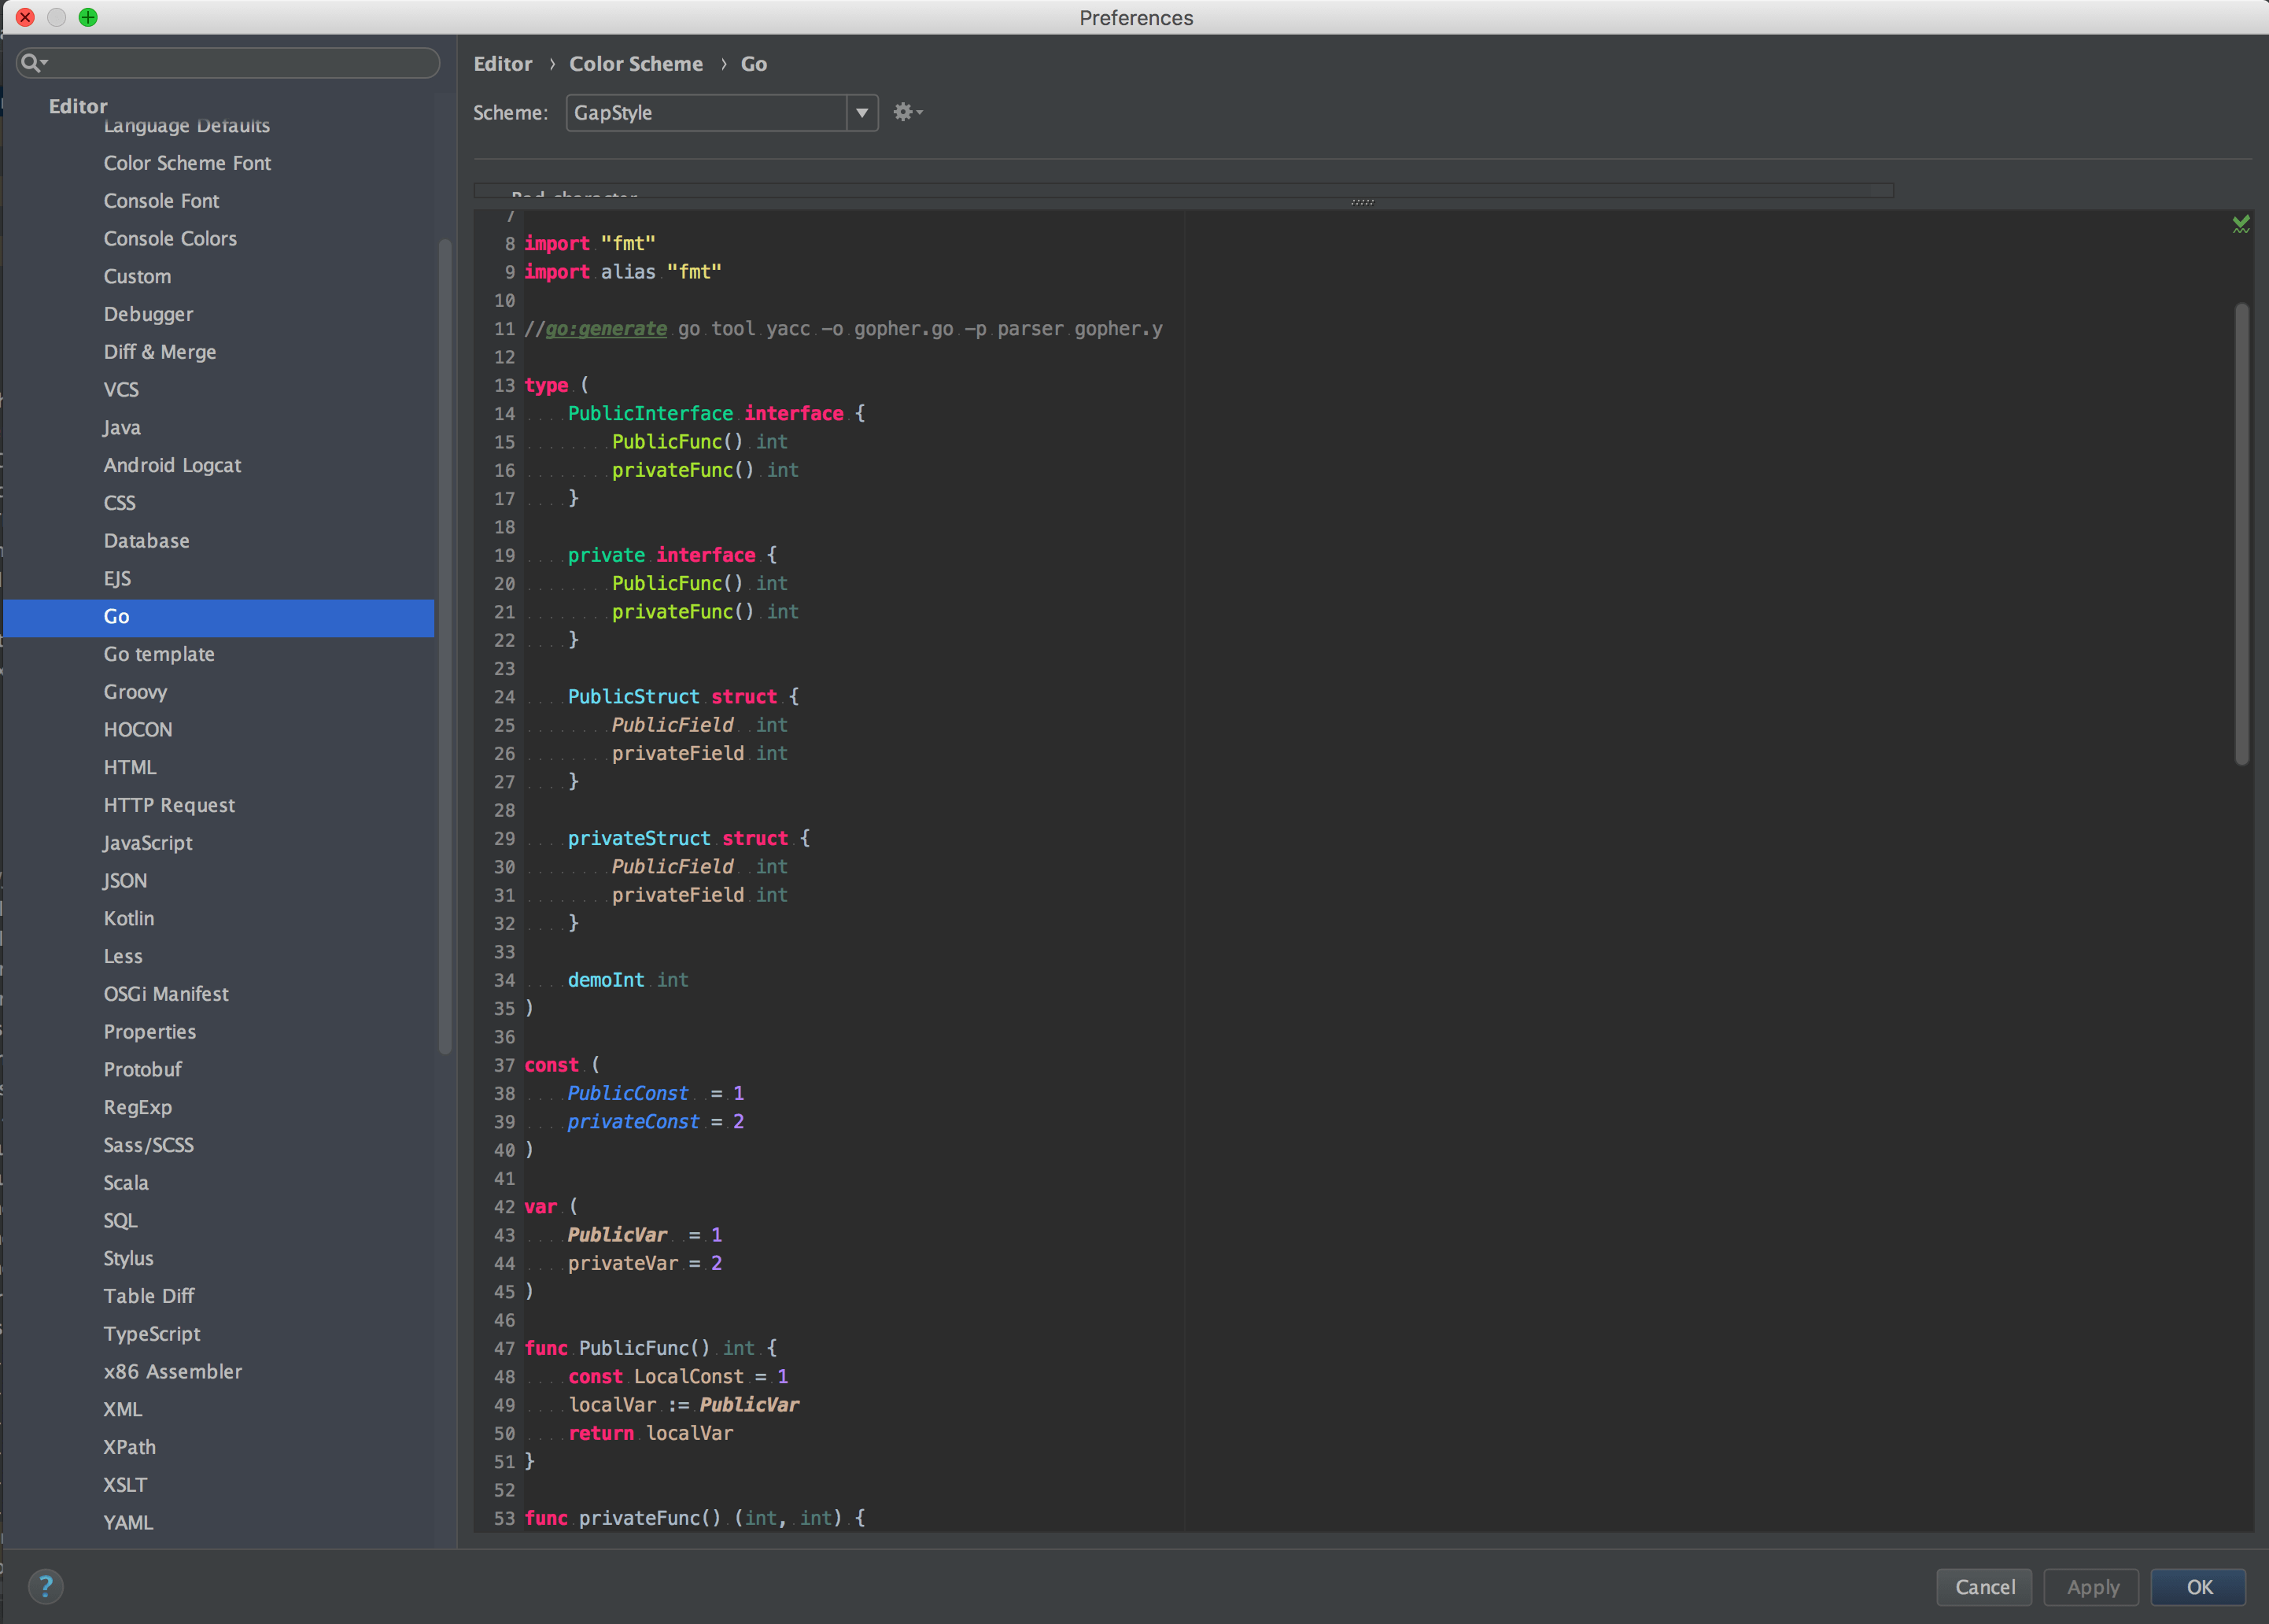 Preferences
Editor
Language Defaults
Color Scheme Font
Console Font
Console Colors
Custom
Debugger
Diff & Merge
VCS
Java
Android Logcat
CSS
Database
EJS
Go
Go template
Groovy
HOCON
HTML
HTTP Request
JavaScript
JSON
Kotlin
Less
OSGi Manifest
Properties
Protobuf
RegExp
Sass/SCSS
Scala
SQL
Stylus
Table Diff
TypeScript
x86 Assembler
XML
XPath
XSLT
YAML
Editor › Color Scheme › Go
Scheme: GapStyle
Bad character
7
8 import "fmt"
9 import alias "fmt"
10
11 //go:generate go tool yacc -o gopher.go -p parser gopher.y
12
13 type (
14     PublicInterface interface {
15         PublicFunc() int
16         privateFunc() int
17     }
18
19     private interface {
20         PublicFunc() int
21         privateFunc() int
22     }
23
24     PublicStruct struct {
25         PublicField  int
26         privateField int
27     }
28
29     privateStruct struct {
30         PublicField  int
31         privateField int
32     }
33
34     demoInt int
35 )
36
37 const (
38     PublicConst  = 1
39     privateConst = 2
40 )
41
42 var (
43     PublicVar  = 1
44     privateVar = 2
45 )
46
47 func PublicFunc() int {
48     const LocalConst = 1
49     localVar := PublicVar
50     return localVar
51 }
52
53 func privateFunc() (int, int) {
?
Cancel
Apply
OK